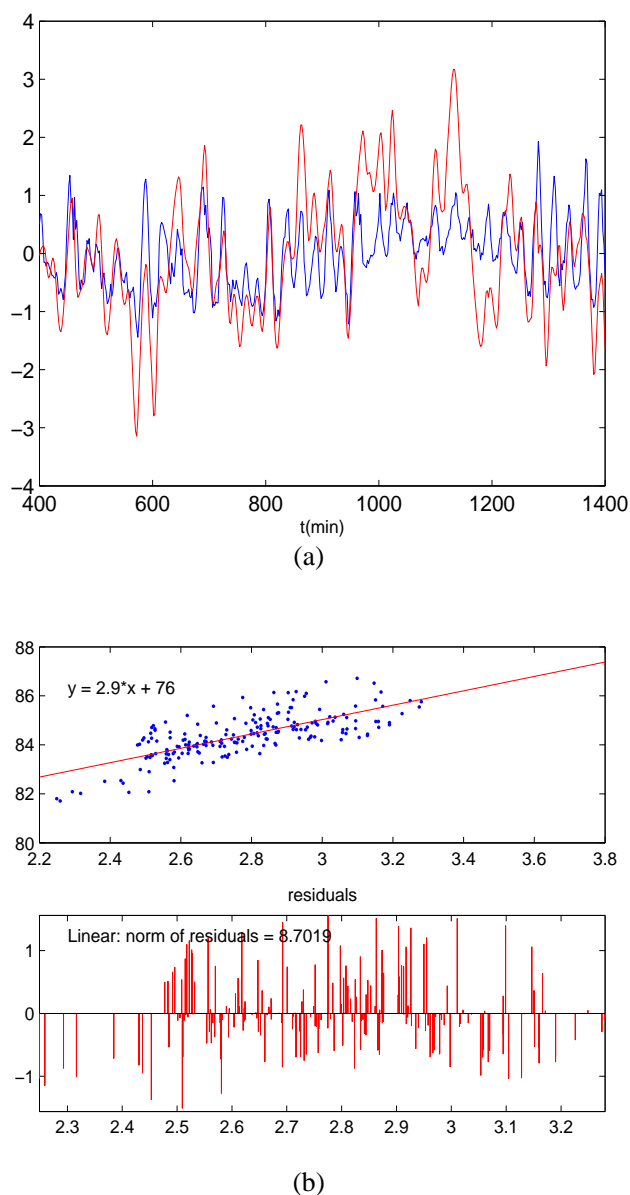 4
3
2
1
0
−1
−2
−3
−4
400 600 800 1000 1200 1400
t(min)
(a)
88
y = 2.9*x + 76
86
84
82
80
2.2 2.4 2.6 2.8 3 3.2 3.4 3.6 3.8
residuals
Linear: norm of residuals = 8.7019
1
0
−1
2.3 2.4 2.5 2.6 2.7 2.8 2.9 3 3.1 3.2
(b)